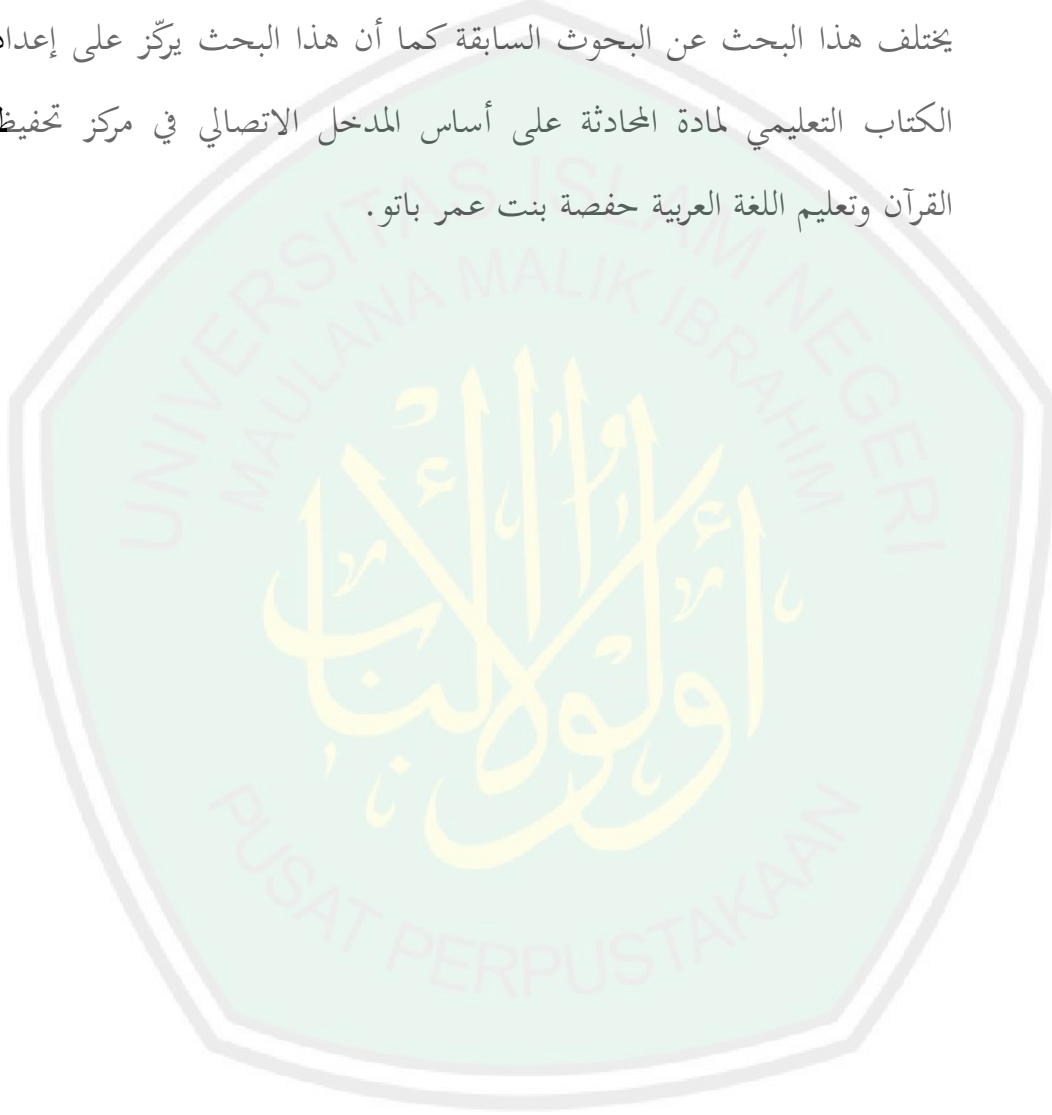 يختلف هذا البحث عن البحوث السابقة كما أن هذا البحث يركّز على إعداد
الكتاب التعليمي لمادة المحادثة على أساس المدخل الاتصالي في مركز تحفيظ
القرآن وتعليم اللغة العربية حفصة بنت عمر باتو.
UNIVERSITAS ISLAM NEGERI
MAULANA MALIK IBRAHIM
أولوا الألباب
PUSAT PERPUSTAKAAN